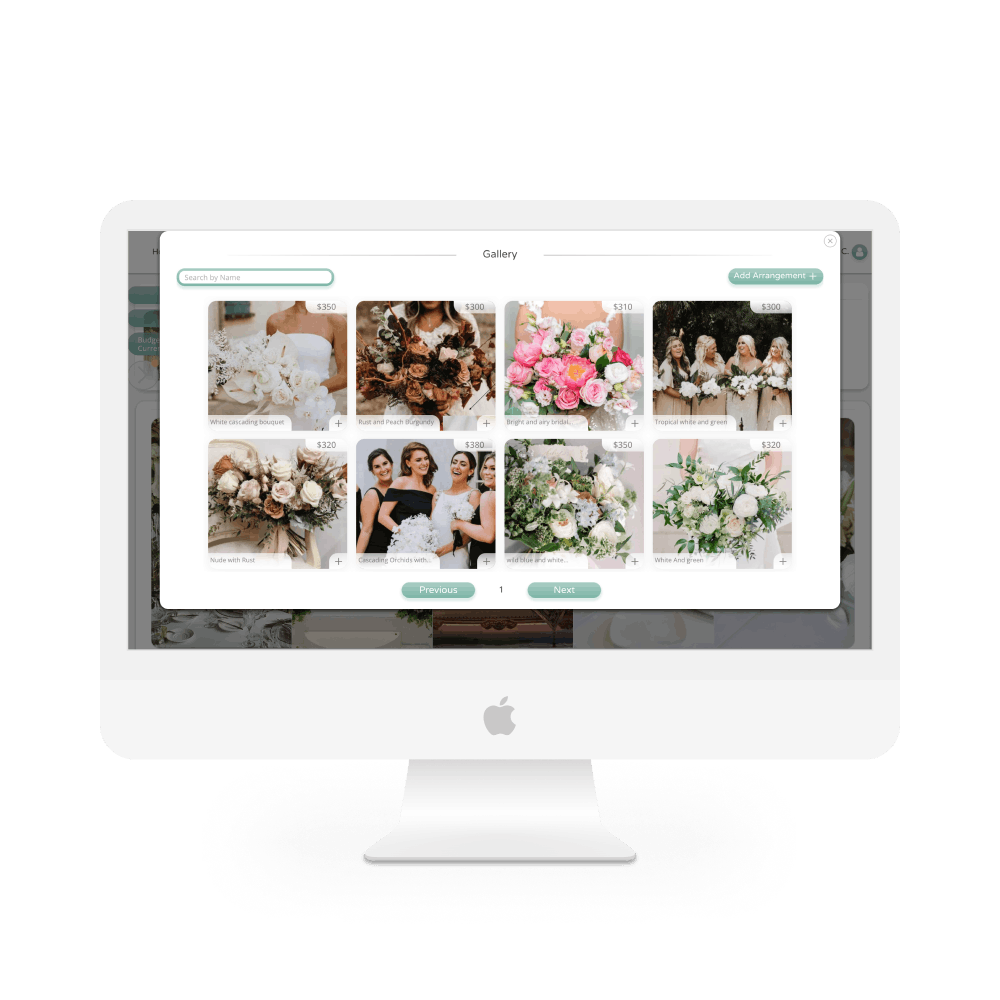 Gallery
Search by Name
Add Arrangement +
$350
$300
$310
$300
White cascading bouquet
Rust and Peach Burgundy
Bright and airy bridal...
Tropical white and green
$320
$380
$350
$320
Nude with Rust
Cascading Orchids with...
wild blue and white...
White And green
Previous
1
Next